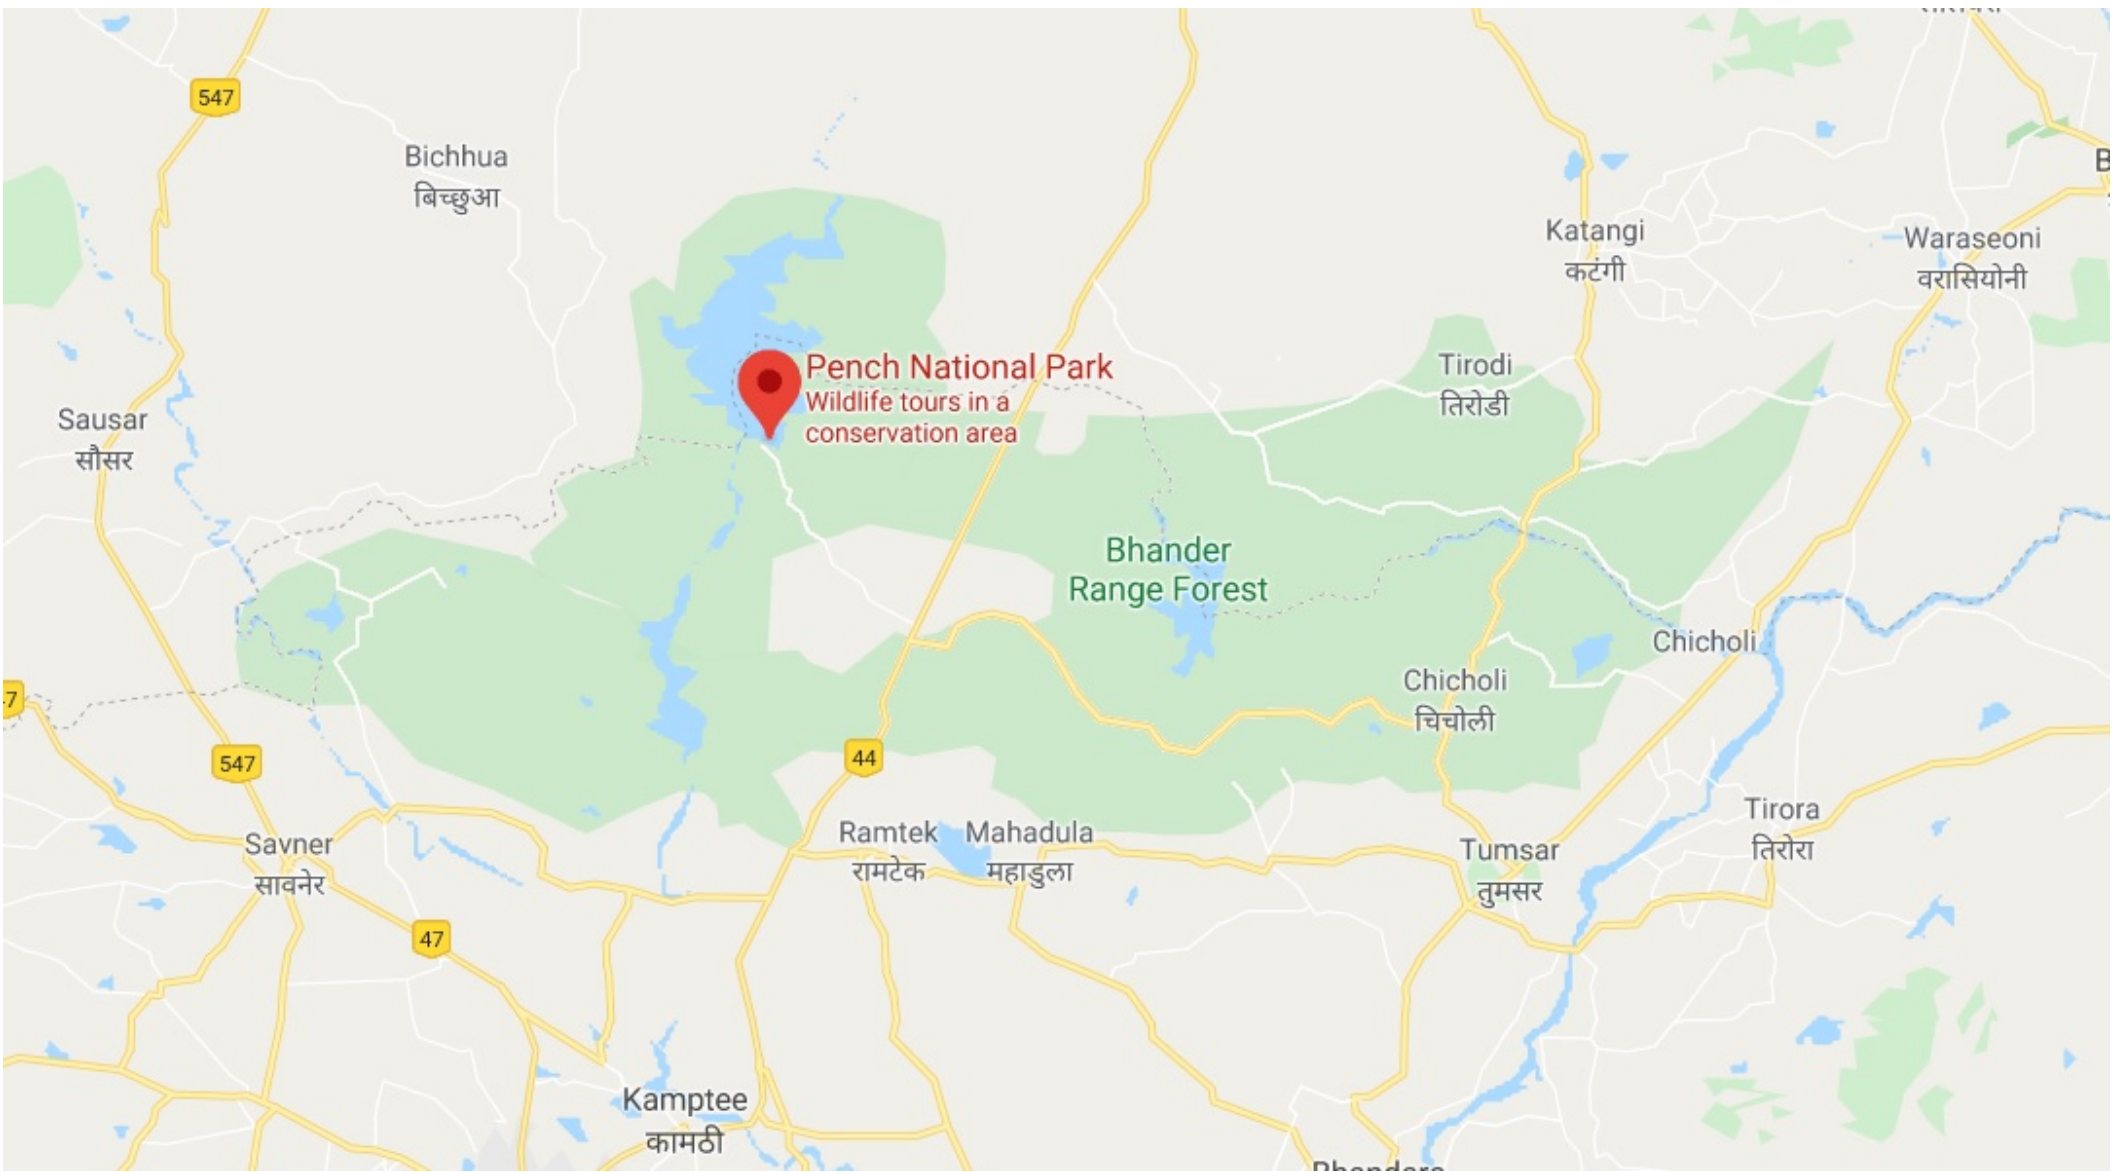 547
Bichhua
बिच्छुआ
Katangi
कटंगी
Waraseoni
वरासियोनी
Pench National Park
Wildlife tours in a
conservation area
Tirodi
तिरोडी
Sausar
सौसर
Bhander
Range Forest
Chicholi
Chicholi
चिचोली
547
44
Ramtek
रामटेक
Mahadula
महाडुला
Tirora
तिरोरा
Savner
सावनेर
Tumsar
तुमसर
47
Kamptee
कामठी